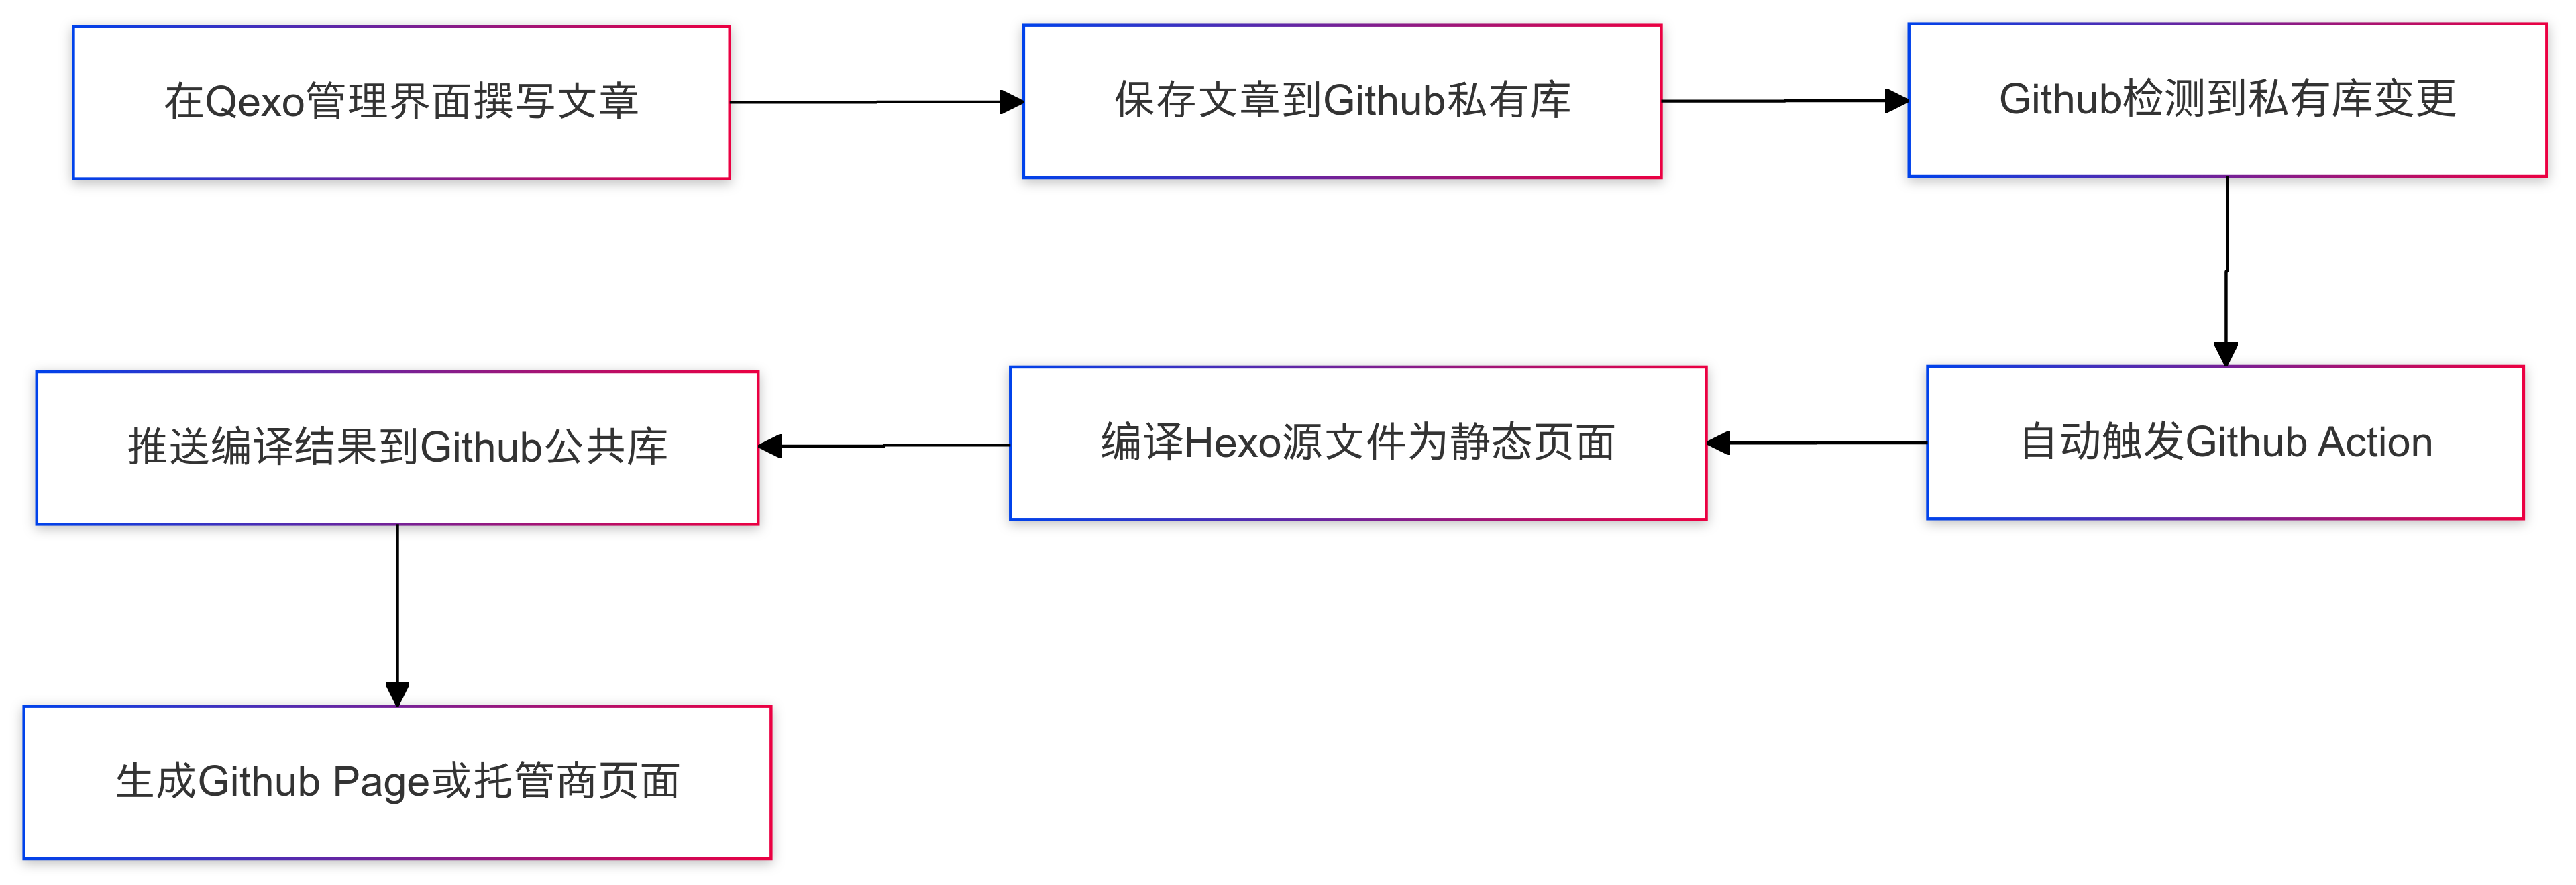 在Qexo管理界面撰写文章
保存文章到Github私有库
Github检测到私有库变更
自动触发Github Action
编译Hexo源文件为静态页面
推送编译结果到Github公共库
生成Github Page或托管商页面